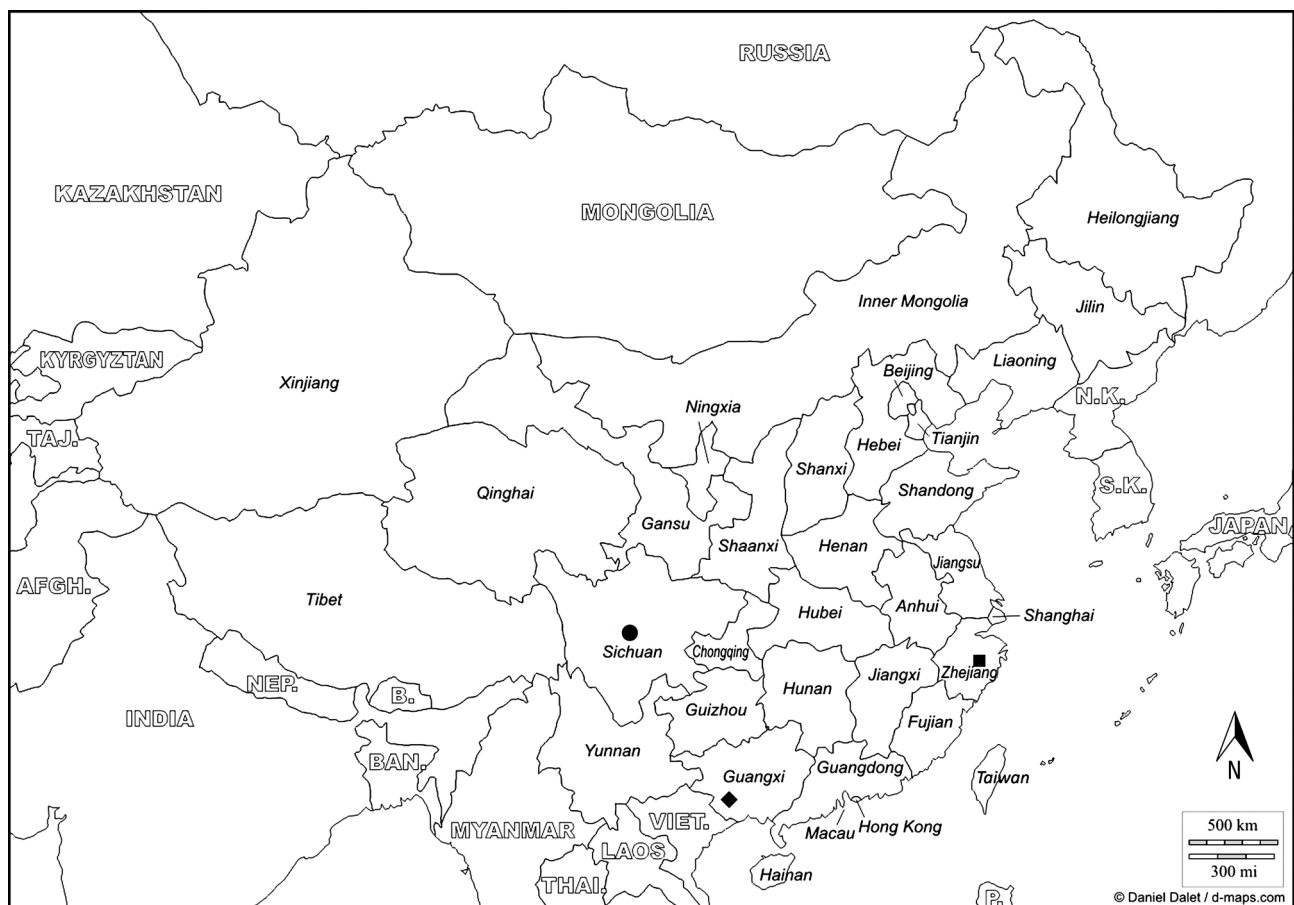 RUSSIA
KAZAKHSTAN
MONGOLIA
Heilongjiang
Inner Mongolia
Jilin
KYRGYZTAN
Xinjiang
Beijing
Liaoning
N.K.
Ningxia
TAJ.
Hebei
Tianjin
Shanxi
Qinghai
Shandong
S.K.
Gansu
JAPAN
Shaanxi
Henan
Jiangsu
AFGH.
Tibet
Hubei
Anhui
Shanghai
Sichuan
Chongqing
NEP.
B.
Hunan
Jiangxi
Zhejiang
INDIA
Guizhou
Fujian
Yunnan
BAN.
Guangxi
Guangdong
Taiwan
N
MYANMAR
VIET.
Macau
Hong Kong
500 km
LAOS
300 mi
THAI.
Hainan
P.
© Daniel Dalet / d-maps.com